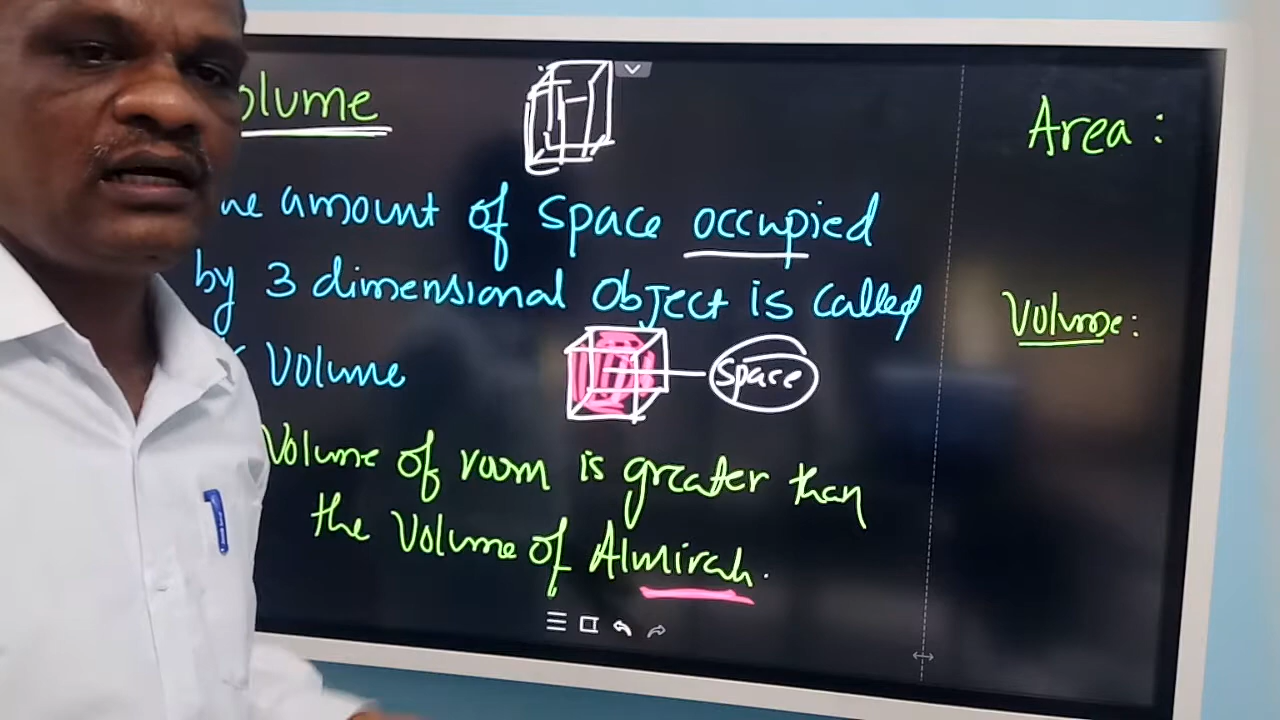 olume
Area :
ne amount of space occupied
by 3 dimensional object is called
Volume
space
Volume:
Volume of room is greater than
the Volume of Almirah.